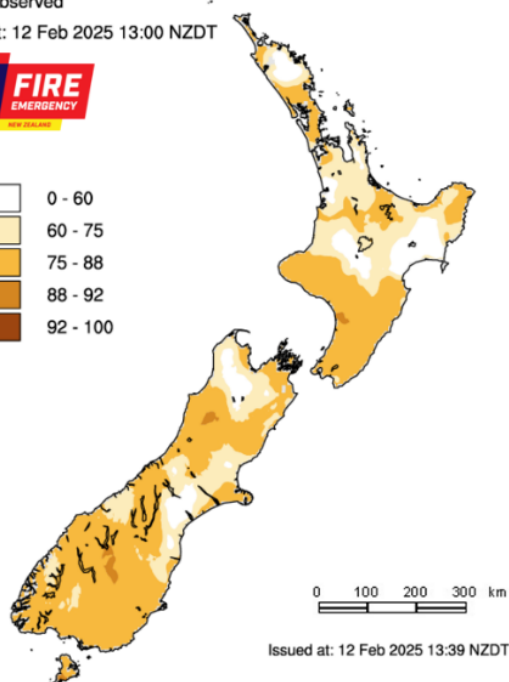 t: 12 Feb 2025 13:00 NZDT
FIRE
EMERGENCY
NEW ZEALAND
0 - 60
60 - 75
75 - 88
88 - 92
92 - 100
0 100 200 300 km
Issued at: 12 Feb 2025 13:39 NZDT